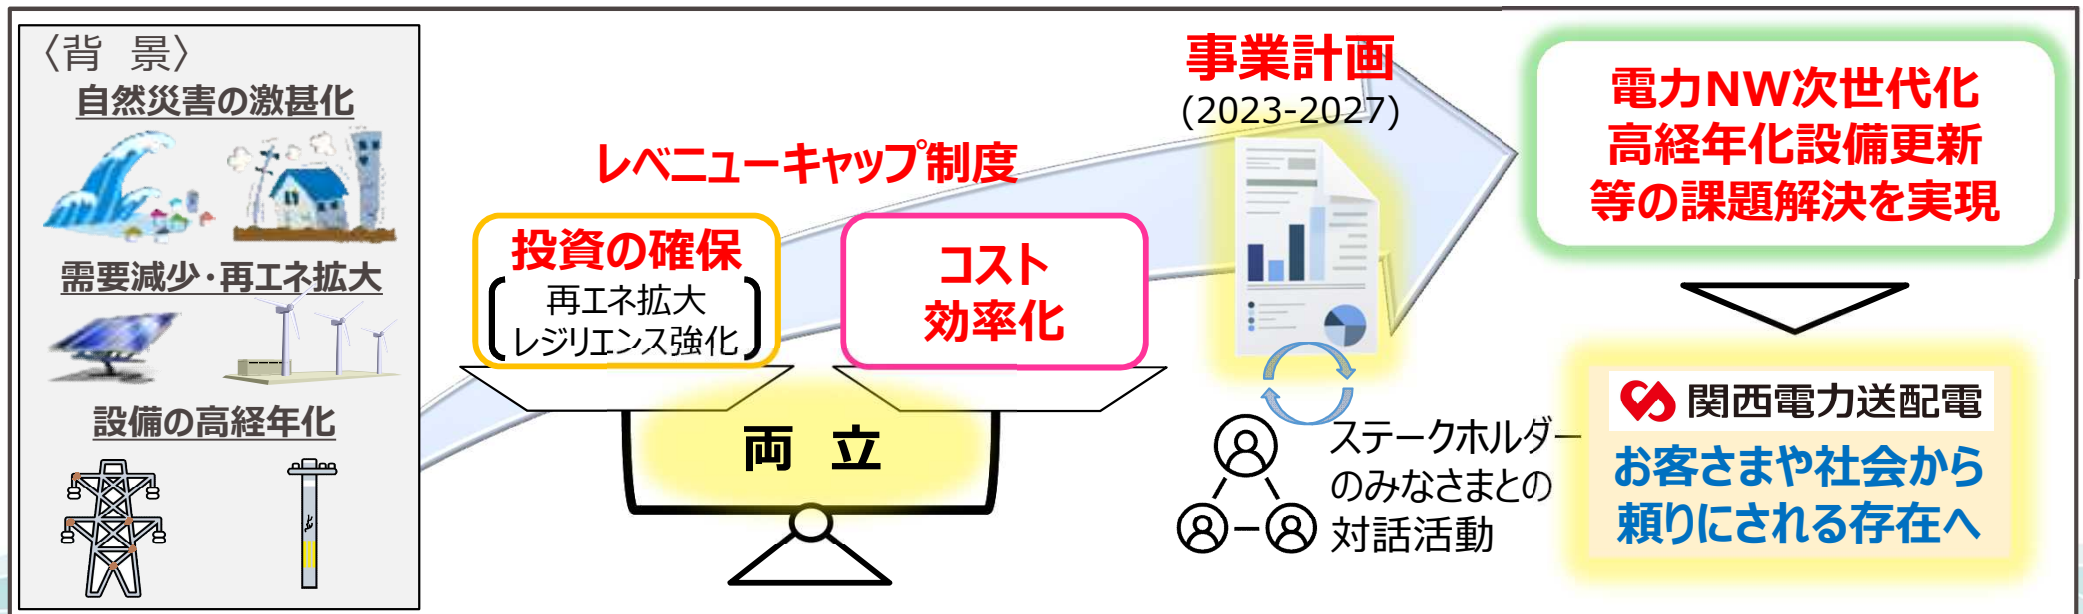 〈背 景〉
自然災害の激甚化
需要減少・再エネ拡大
設備の高経年化
レベニューキャップ制度
投資の確保
再エネ拡大
レジリエンス強化
コスト
効率化
両 立
事業計画
(2023-2027)
ステークホルダー
のみなさまとの
対話活動
電力NW次世代化
高経年化設備更新
等の課題解決を実現
関西電力送配電
お客さまや社会から
頼りにされる存在へ